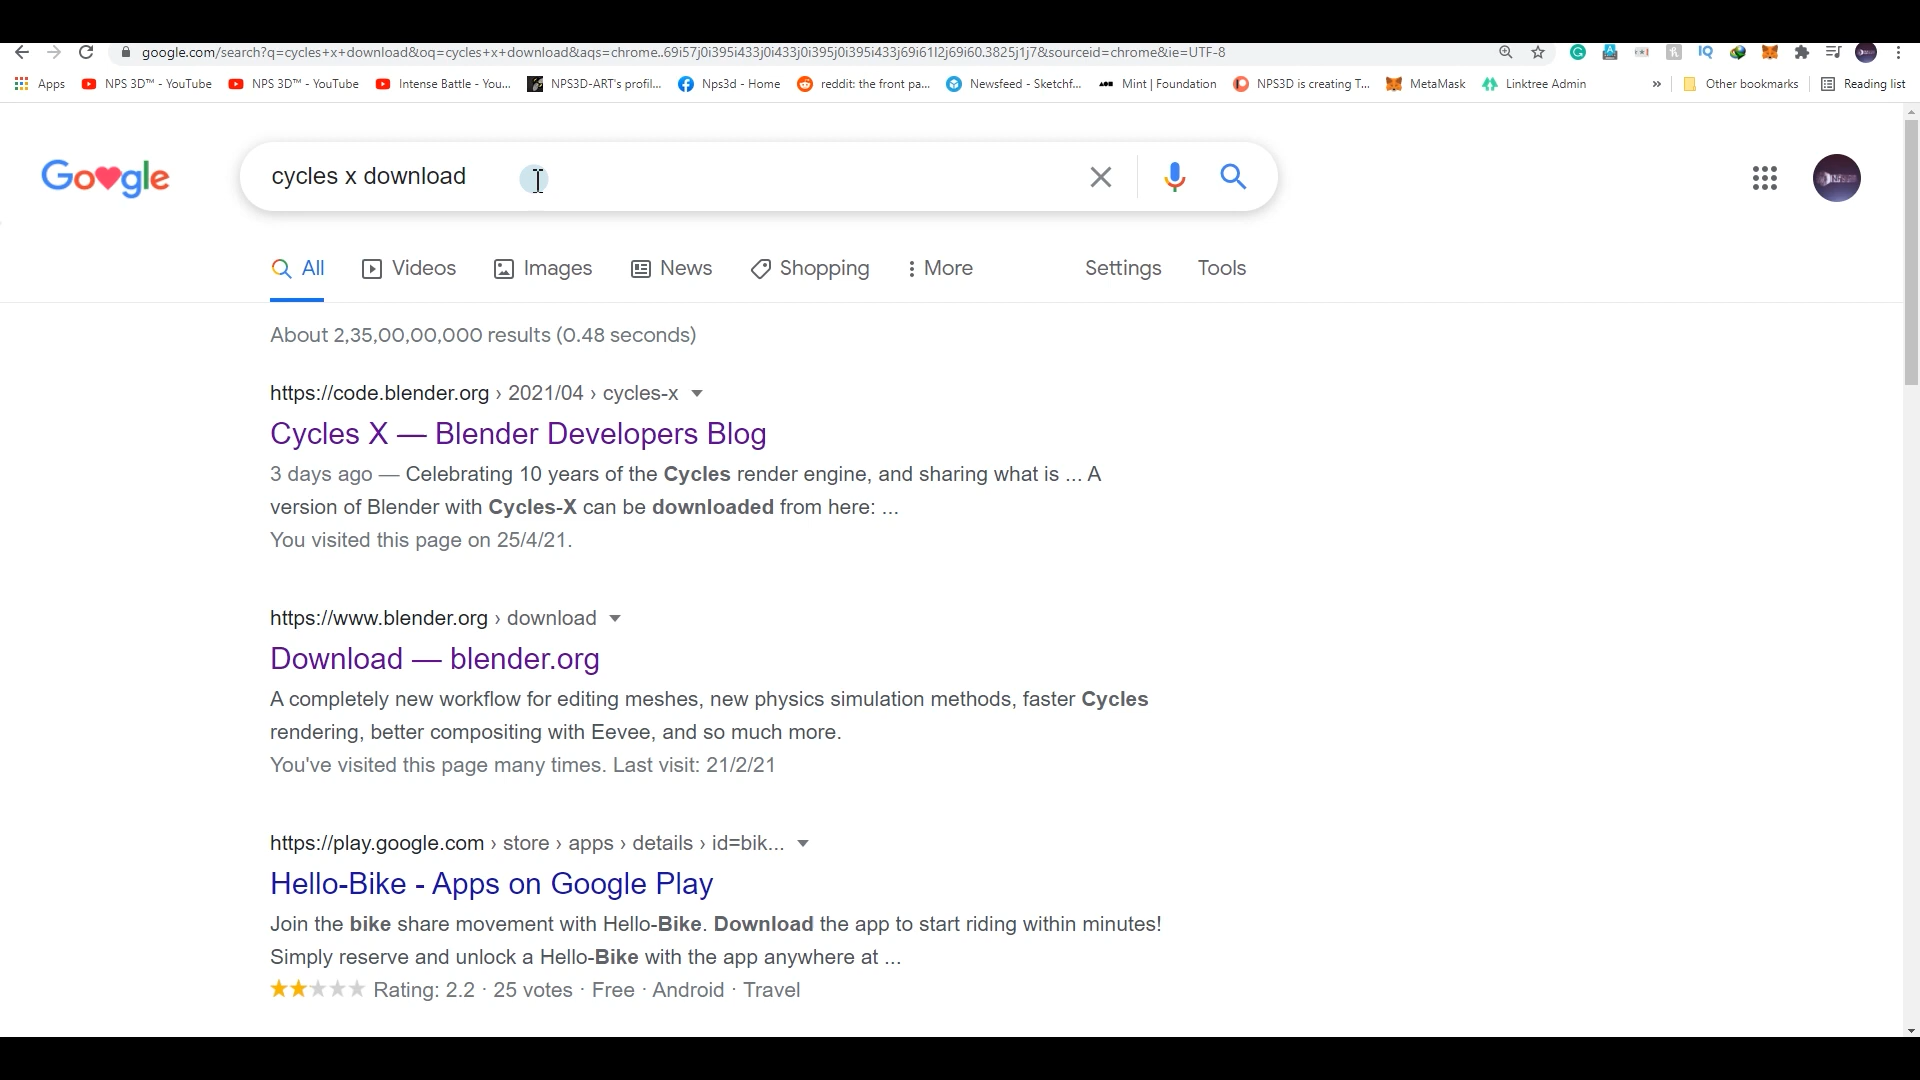 google.com/search?q=cycles+x+download&oq=cycles+x+download&aqs=chrome..69i57j0i395i433j0i433j0i395j0i395i433j69i61l2j69i60.3825j1j7&sourceid=chrome&ie=UTF-8
Apps NPS 3D™ - YouTube NPS 3D™ - YouTube Intense Battle - You... NPS3D-ART's profil... Nps3d - Home reddit: the front pa... Newsfeed - Sketchf... Mint | Foundation NPS3D is creating T... MetaMask Linktree Admin » Other bookmarks Reading list
Google cycles x download
All Videos Images News Shopping More Settings Tools
About 2,35,00,00,000 results (0.48 seconds)
https://code.blender.org › 2021/04 › cycles-x
Cycles X — Blender Developers Blog
3 days ago — Celebrating 10 years of the Cycles render engine, and sharing what is ... A
version of Blender with Cycles-X can be downloaded from here: ...
You visited this page on 25/4/21.
https://www.blender.org › download
Download — blender.org
A completely new workflow for editing meshes, new physics simulation methods, faster Cycles
rendering, better compositing with Eevee, and so much more.
You've visited this page many times. Last visit: 21/2/21
https://play.google.com › store › apps › details › id=bik...
Hello-Bike - Apps on Google Play
Join the bike share movement with Hello-Bike. Download the app to start riding within minutes!
Simply reserve and unlock a Hello-Bike with the app anywhere at ...
Rating: 2.2 · 25 votes · Free · Android · Travel